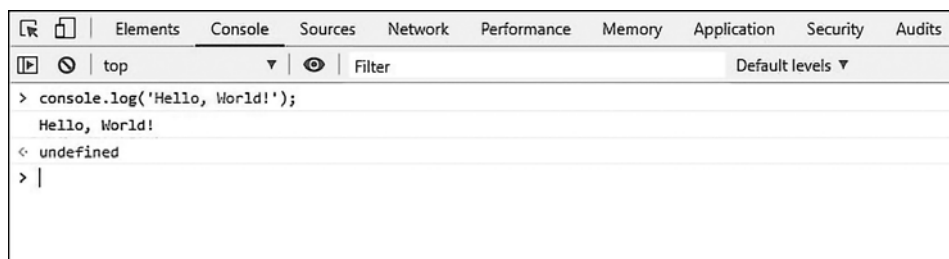 Elements Console Sources Network Performance Memory Application Security Audits
top ▼ Filter Default levels ▼
> console.log('Hello, World!');
Hello, World!
<· undefined
>